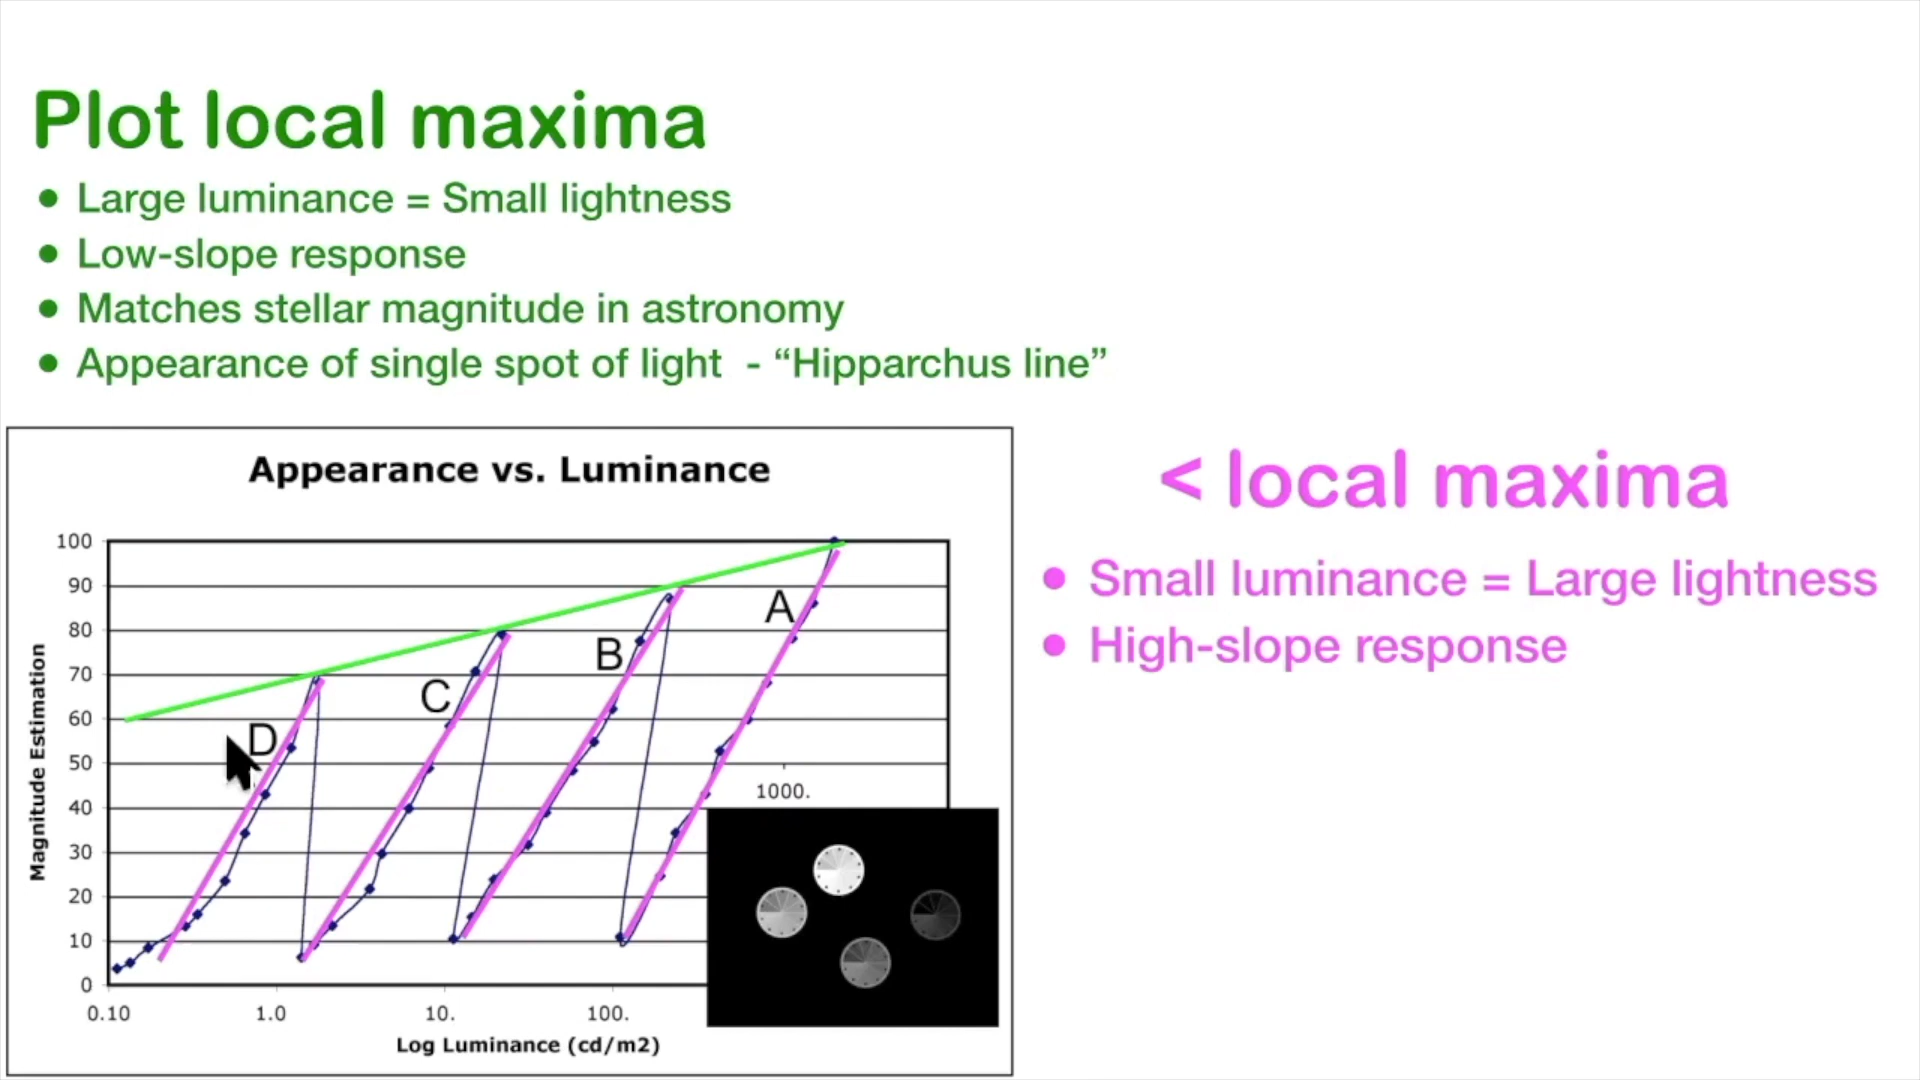 Plot local maxima
• Large luminance = Small lightness
• Low-slope response
• Matches stellar magnitude in astronomy
• Appearance of single spot of light - “Hipparchus line”
Appearance vs. Luminance
100
90
80
70
60
50
40
30
20
10
0
Magnitude Estimation
D
C
B
A
1000.
0.10
1.0
10.
100.
Log Luminance (cd/m2)
< local maxima
• Small luminance = Large lightness
• High-slope response